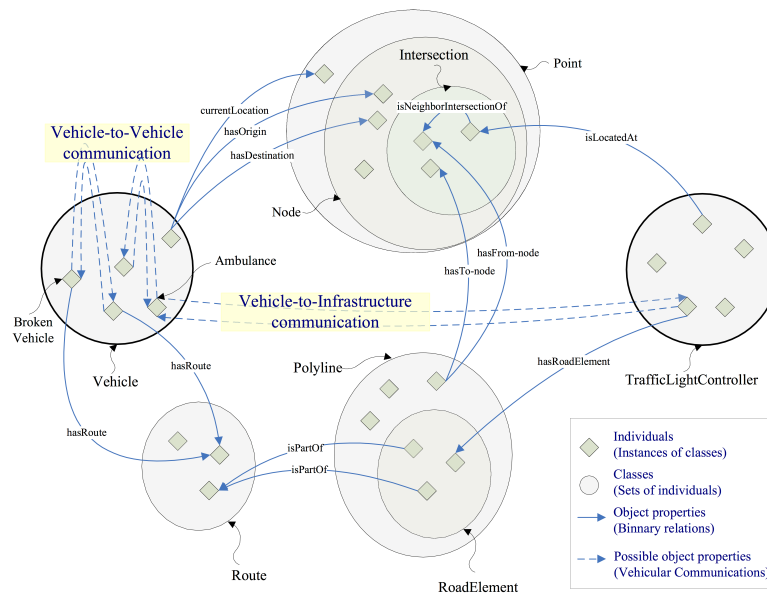 Intersection
Point
isNeighborIntersectionOf
currentLocation
hasOrigin
hasDestination
isLocatedAt
Vehicle-to-Vehicle
communication
Node
hasFrom-node
hasTo-node
Ambulance
Vehicle-to-Infrastructure
communication
Broken
Vehicle
Vehicle
Polyline
hasRoadElement
TrafficLightController
hasRoute
hasRoute
isPartOf
isPartOf
Route
RoadElement
Individuals
(Instances of classes)
Classes
(Sets of individuals)
Object properties
(Binnary relations)
Possible object properties
(Vehicular Communications)